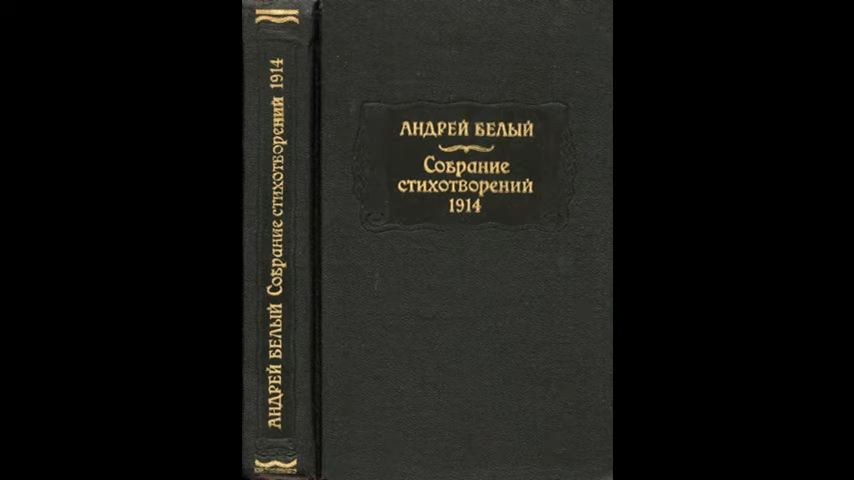 АНДРЕЙ БЕЛЫЙ Собрание стихотворений 1914
АНДРЕЙ БЕЛЫЙ
Собрание
стихотворений
1914